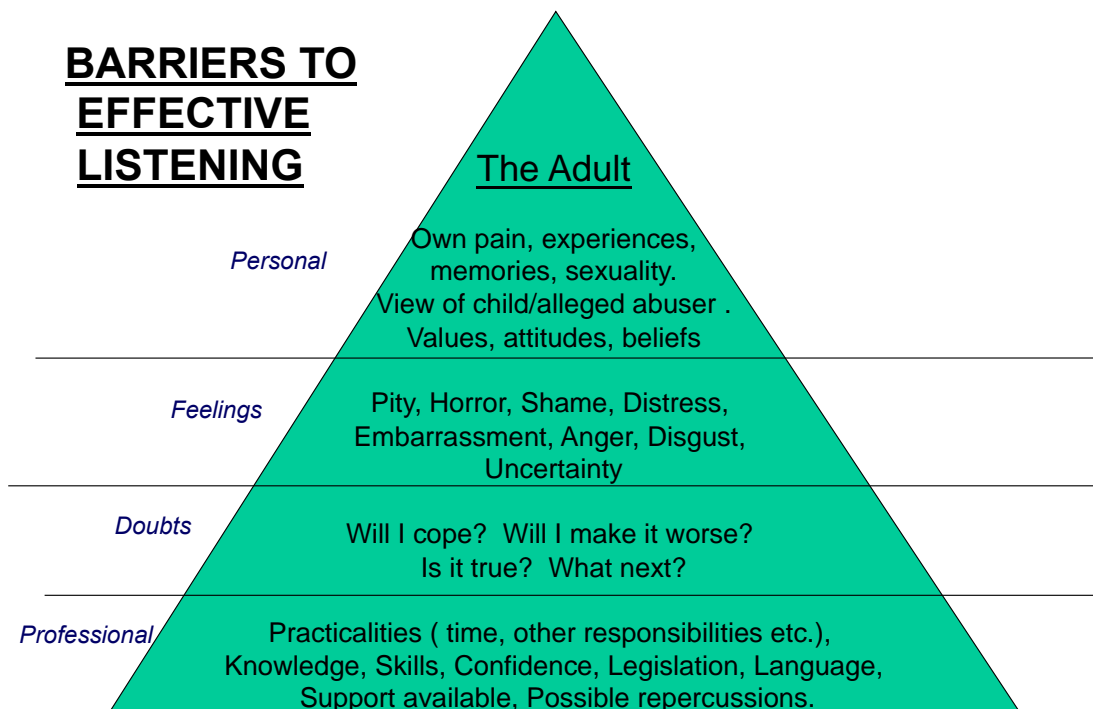 BARRIERS TO
EFFECTIVE
LISTENING
The Adult
Personal
Own pain, experiences,
memories, sexuality.
View of child/alleged abuser .
Values, attitudes, beliefs
Feelings
Pity, Horror, Shame, Distress,
Embarrassment, Anger, Disgust,
Uncertainty
Doubts
Will I cope?  Will I make it worse?
Is it true?  What next?
Professional
Practicalities ( time, other responsibilities etc.),
Knowledge, Skills, Confidence, Legislation, Language,
Support available, Possible repercussions.